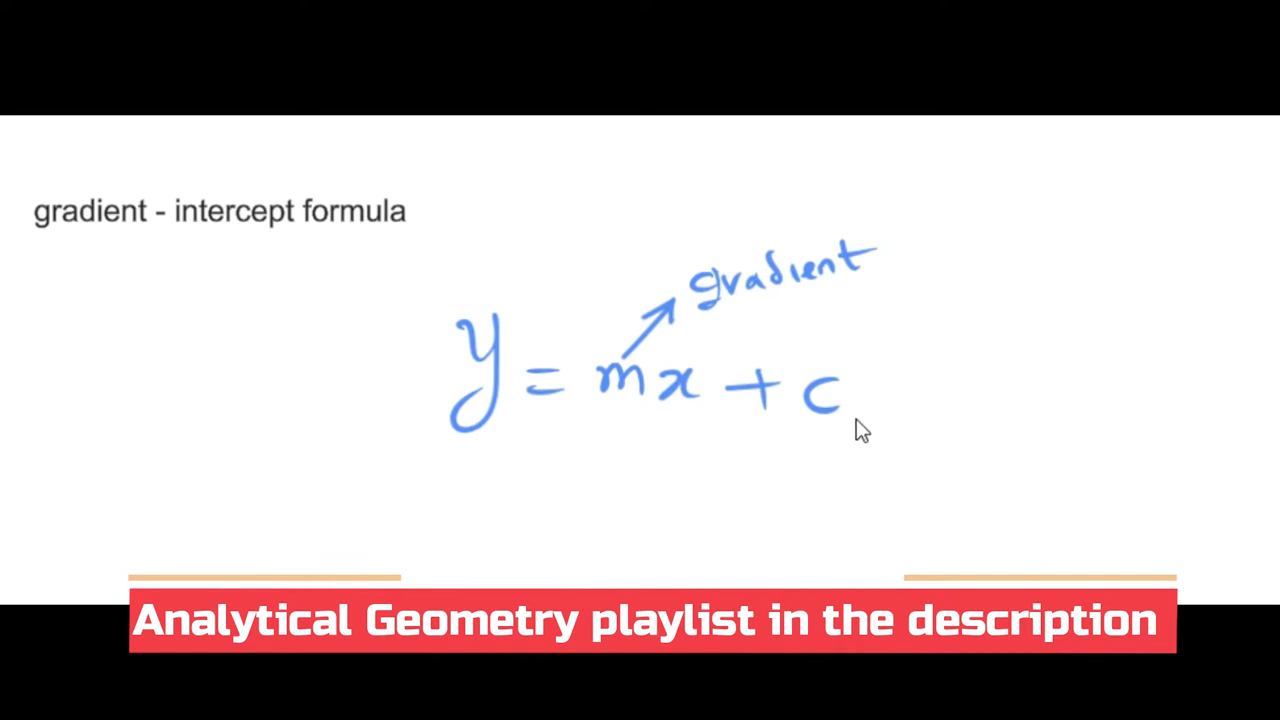 gradient - intercept formula
gradient
y = mx + c
Analytical Geometry playlist in the description